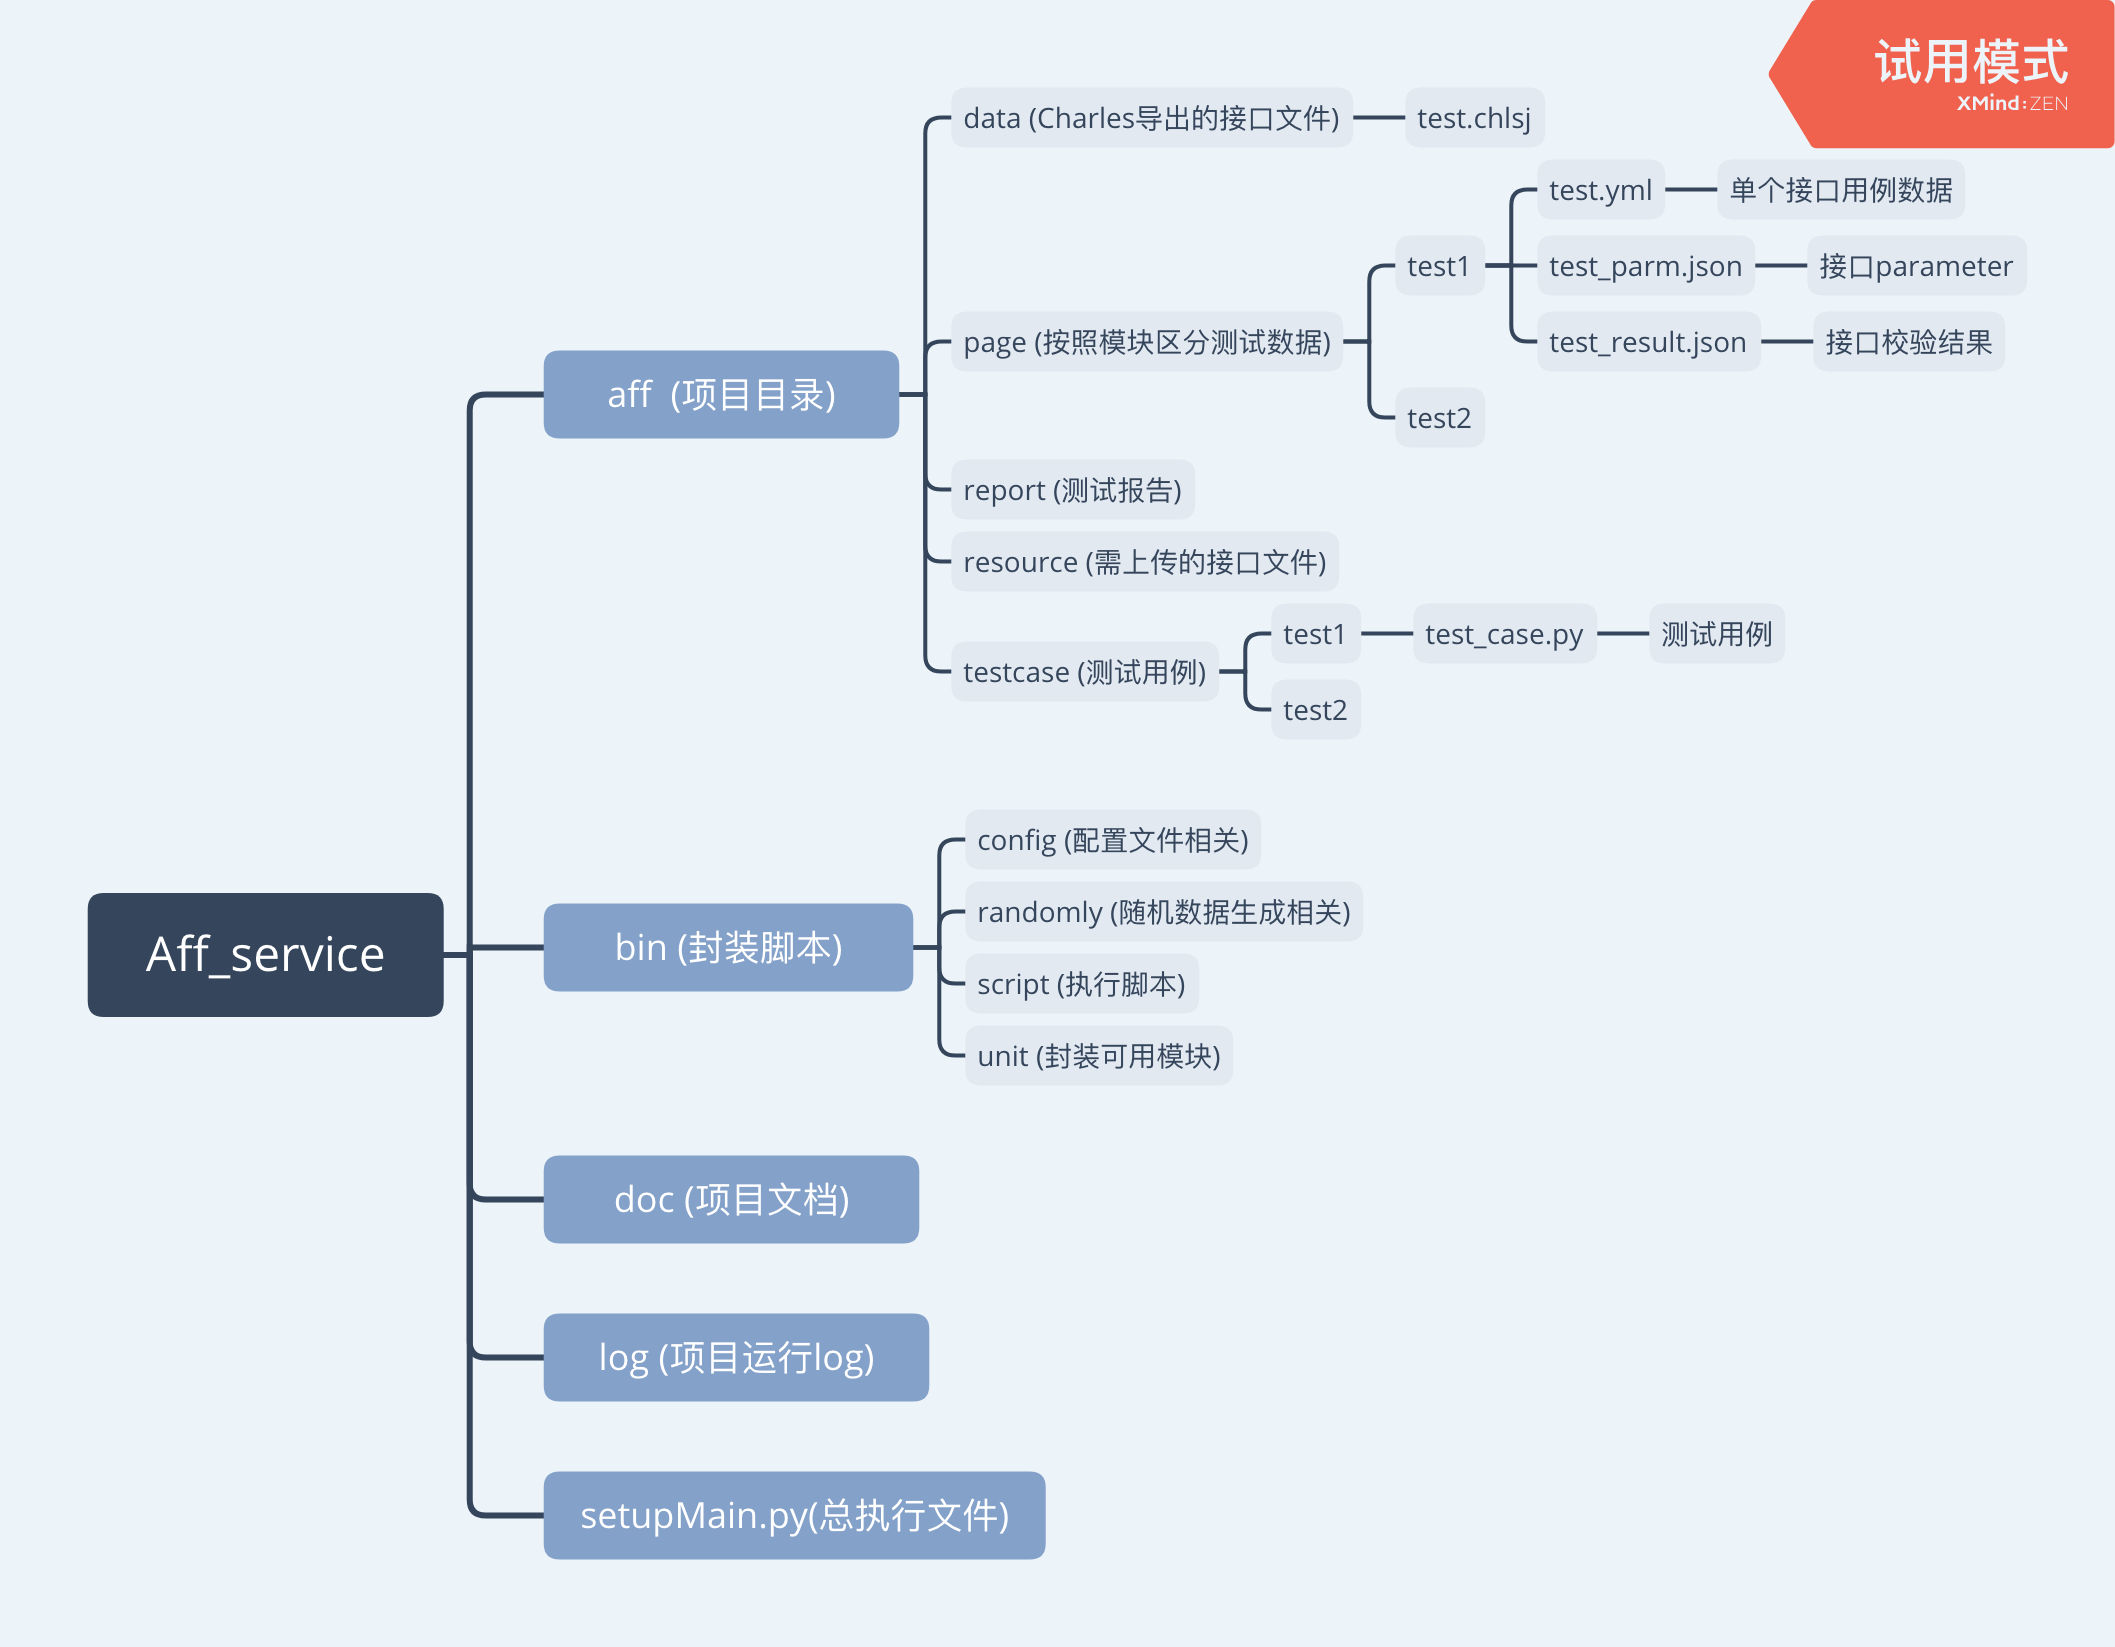 试用模式
XMind:ZEN
Aff_service
aff (项目目录)
data (Charles导出的接口文件)
test.chlsj
page (按照模块区分测试数据)
test1
test.yml
单个接口用例数据
test_parm.json
接口parameter
test_result.json
接口校验结果
test2
report (测试报告)
resource (需上传的接口文件)
testcase (测试用例)
test1
test_case.py
测试用例
test2
bin (封装脚本)
config (配置文件相关)
randomly (随机数据生成相关)
script (执行脚本)
unit (封装可用模块)
doc (项目文档)
log (项目运行log)
setupMain.py(总执行文件)